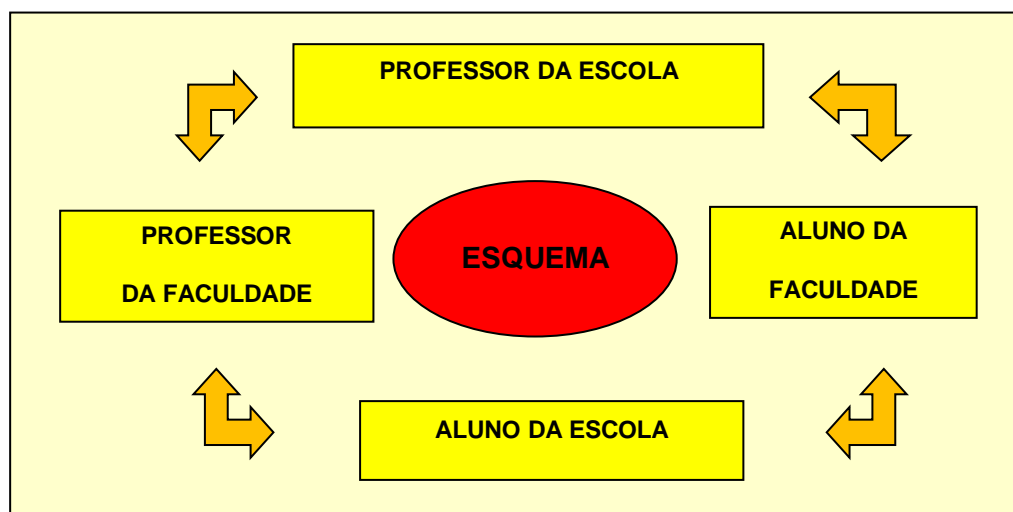 PROFESSOR DA ESCOLA
PROFESSOR
DA FACULDADE
ESQUEMA
ALUNO DA
FACULDADE
ALUNO DA ESCOLA